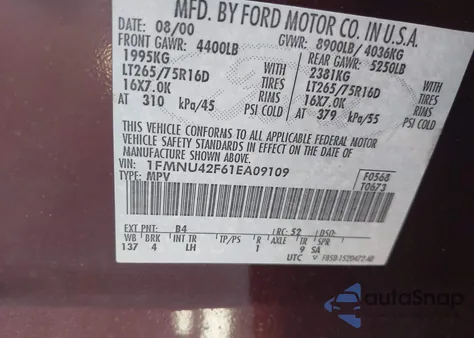 MFD. BY FORD MOTOR CO. IN U.S.A.
DATE: 08/00 GVWR: 8900LB/ 4036KG
FRONT GAWR: 4400LB REAR GAWR: 5250LB
1995KG 2381KG
LT265/75R16D TIRES LT265/75R16D TIRES
16X7.0K RIMS 16X7.0K RIMS
AT 310 kPa/45 PSI COLD AT 379 kPa/55 PSI COLD
THIS VEHICLE CONFORMS TO ALL APPLICABLE FEDERAL MOTOR
VEHICLE SAFETY STANDARDS IN EFFECT ON THE DATE OF
MANUFACTURE SHOWN ABOVE.
VIN: 1FMNU42F61EA09109 F0568
TYPE: MPV T0673
EXT PNT: B4 RC: 52 DSO:
WB BRK INT TR TP/PS R AXLE TR SPR
137 4 LH 1 9 SA
UTC
autoSnap